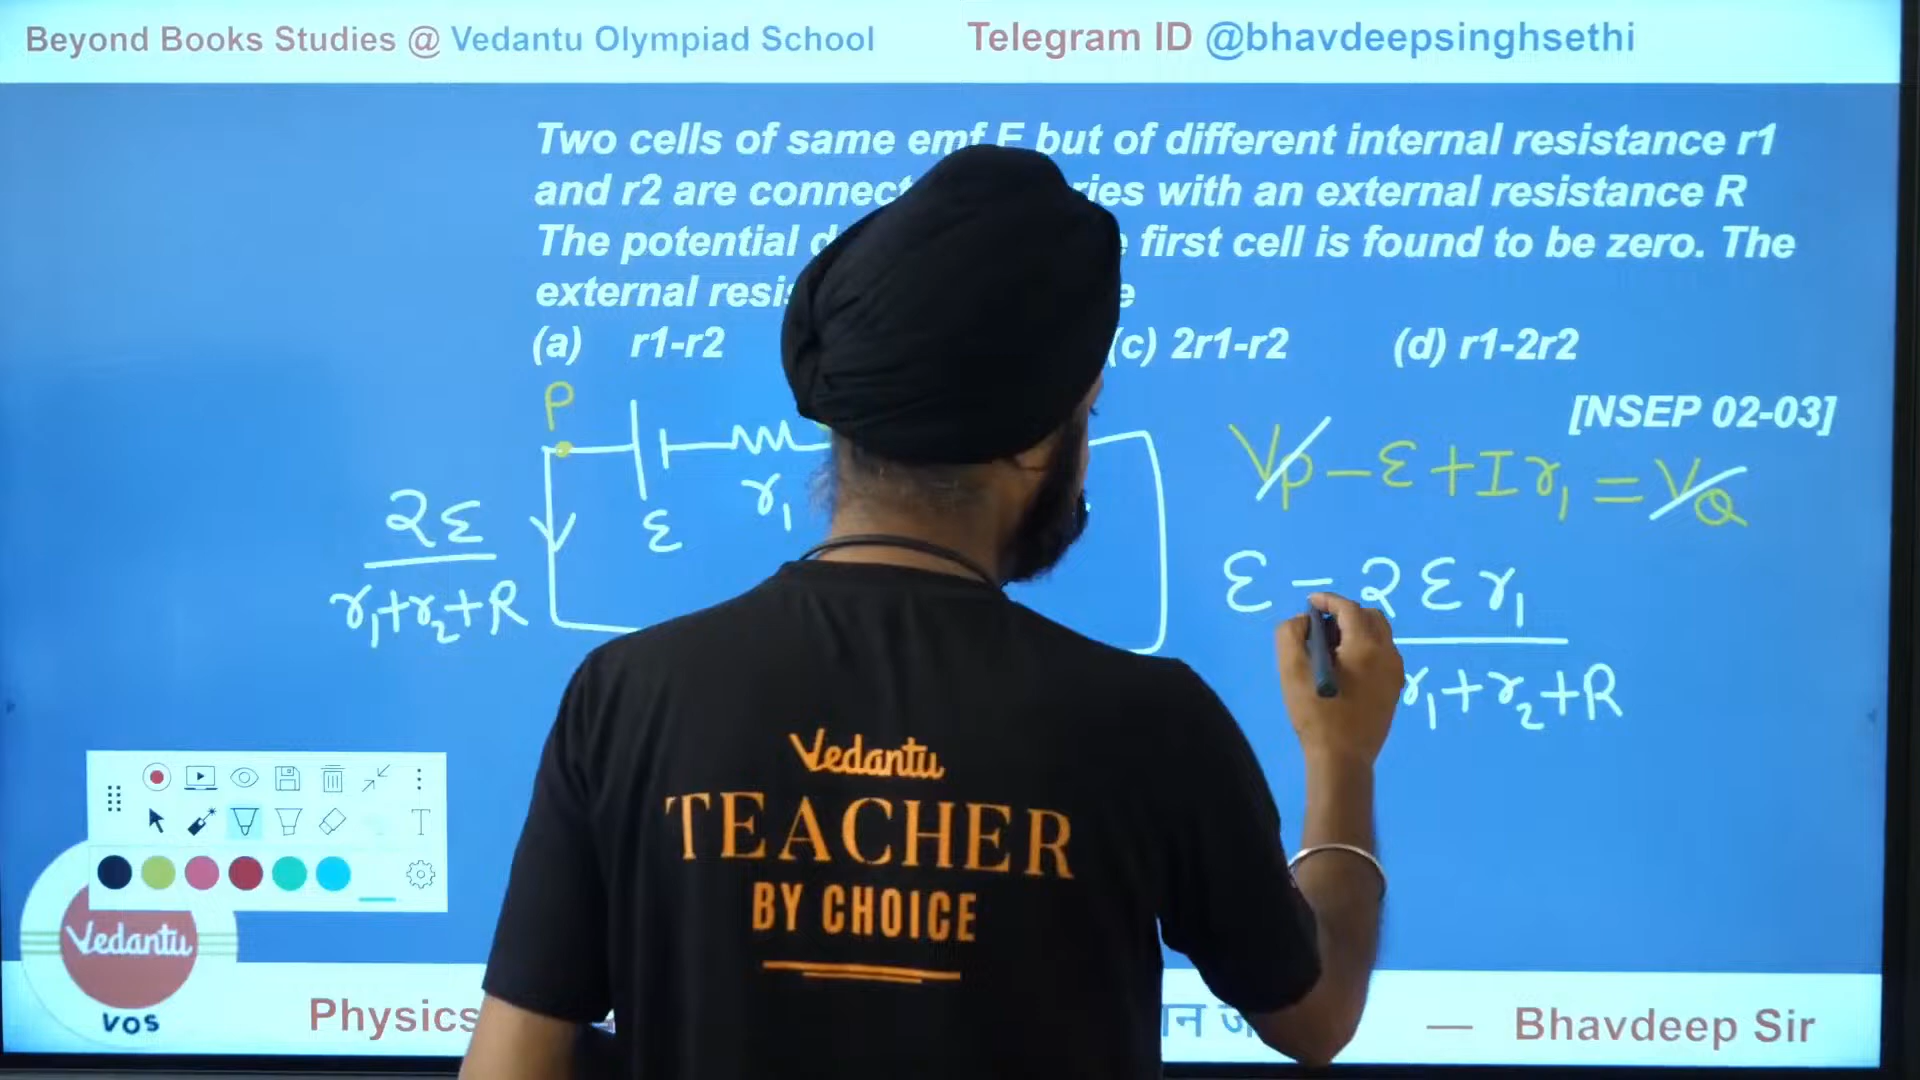 Beyond Books Studies @ Vedantu Olympiad School
Telegram ID @bhavdeepsinghsethi
Two cells of same emf E but of different internal resistance r1
and r2 are connec ries with an external resistance R
The potential d first cell is found to be zero. The
external resis e
(a) r1-r2 (c) 2r1-r2 (d) r1-2r2
[NSEP 02-03]
P
r₁
ε
2ε
r₁+r₂+R
Vp-ε+Ir₁=VQ
ε=2εr₁
r₁+r₂+R
Vedantu
TEACHER
BY CHOICE
T
Vedantu
VOS
Physics
— Bhavdeep Sir